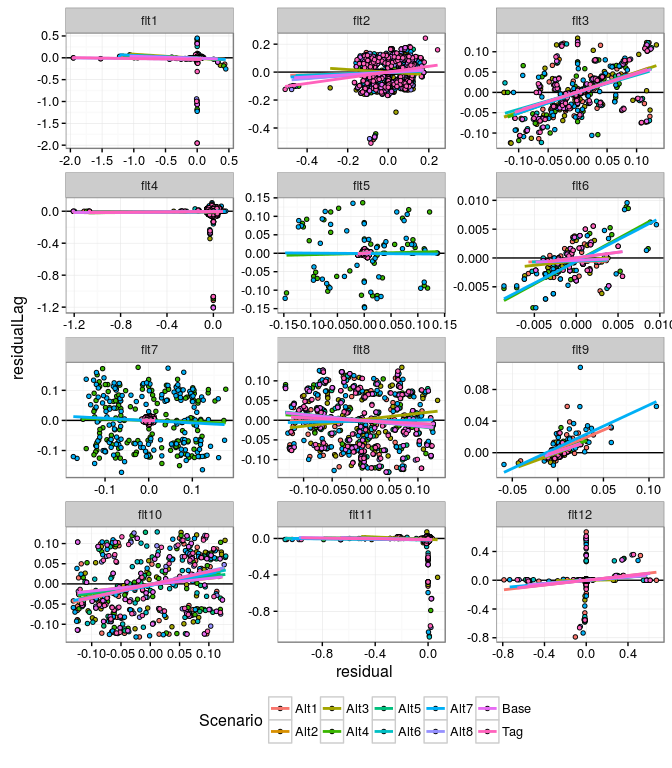 flt1 flt2 flt3
0.5
0.0
-0.5
-1.0
-1.5
-2.0
-2.0 -1.5 -1.0 -0.5 0.0 0.5
0.2
0.0
-0.2
-0.4
-0.4 -0.2 0.0 0.2
0.10
0.05
0.00
-0.05
-0.10
-0.10 -0.05 0.00 0.05 0.10
flt4 flt5 flt6
0.0
-0.4
-0.8
-1.2
-1.2 -0.8 -0.4 0.0
0.15
0.10
0.05
0.00
-0.05
-0.10
-0.15
-0.15 -0.10 -0.05 0.00 0.05 0.10 0.15
0.010
0.005
0.000
-0.005
-0.005 0.000 0.005 0.010
flt7 flt8 flt9
0.1
0.0
-0.1
-0.1 0.0 0.1
0.10
0.05
0.00
-0.05
-0.10
-0.10 -0.05 0.00 0.05 0.10
0.08
0.04
0.00
-0.05 0.00 0.05 0.10
flt10 flt11 flt12
0.10
0.05
0.00
-0.05
-0.10
-0.10 -0.05 0.00 0.05 0.10
0.0
-0.4
-0.8
-0.8 -0.4 0.0
0.4
0.0
-0.4
-0.8
-0.8 -0.4 0.0 0.4
residualLag
residual
Scenario
Alt1 Alt3 Alt5 Alt7 Base
Alt2 Alt4 Alt6 Alt8 Tag